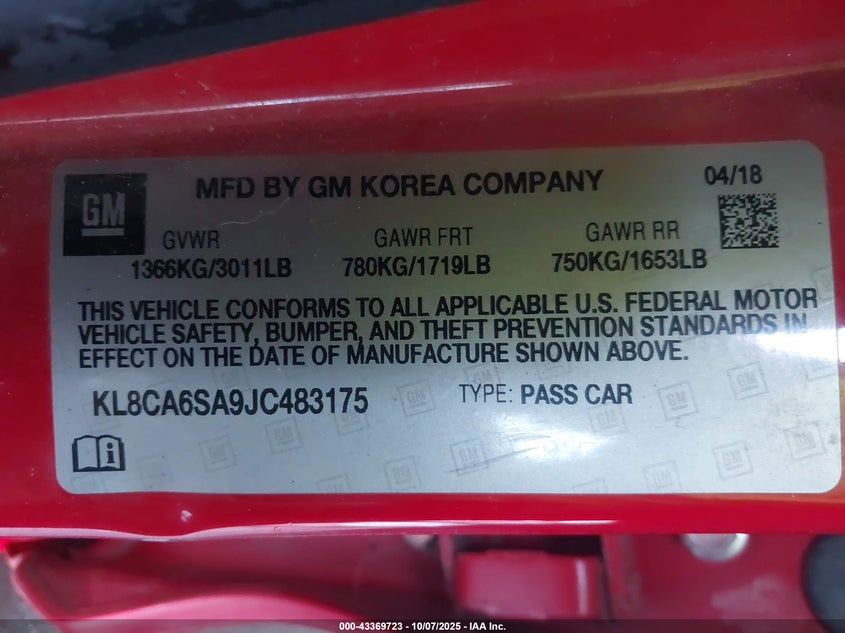 GM
MFD BY GM KOREA COMPANY
04/18
GVWR
GAWR FRT
GAWR RR
1366KG/3011LB
780KG/1719LB
750KG/1653LB
THIS VEHICLE CONFORMS TO ALL APPLICABLE U.S. FEDERAL MOTOR
VEHICLE SAFETY, BUMPER, AND THEFT PREVENTION STANDARDS IN
EFFECT ON THE DATE OF MANUFACTURE SHOWN ABOVE.
KL8CA6SA9JC483175
TYPE: PASS CAR
000-43369723 - 10/07/2025 - IAA Inc.